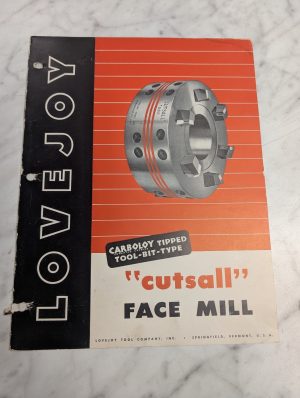 LOVEJOY
CARBOLOY TIPPED
TOOL-BIT-TYPE
"cutsall"
FACE MILL
LOVEJOY TOOL COMPANY, INC. • SPRINGFIELD, VERMONT, U.S.A.